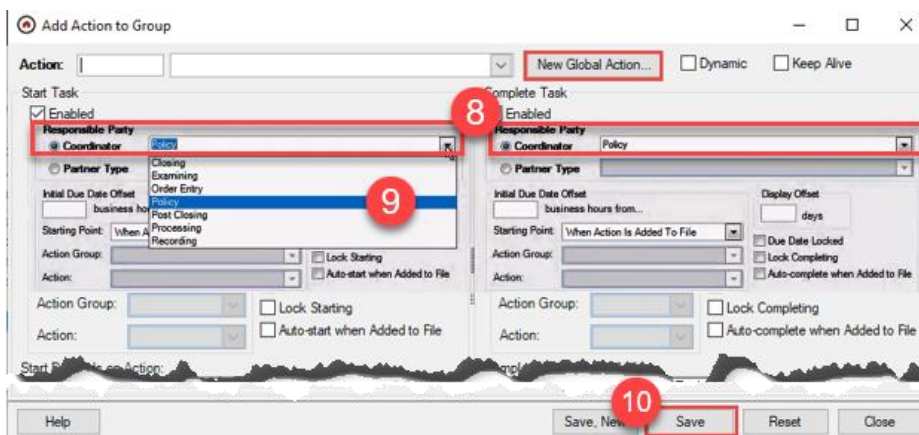 Add Action to Group
Action: New Global Action... Dynamic Keep Alive
Start Task Complete Task
Enabled Enabled
8
Responsible Party Responsible Party
Coordinator Policy Coordinator Policy
Partner Type Closing Partner Type
Examining
Order Entry
Policy
Post Closing
Processing
Recording
9
Initial Due Date Offset Initial Due Date Offset Display Offset
business business hours from... days
Starting Point: When A Starting Point: When Action Is Added To File Due Date Locked
Action Group: Lock Starting Action Group: Lock Completing
Action: Auto-start when Added to File Action: Auto-complete when Added to File
Action Group: Lock Starting Action Group: Lock Completing
Action: Auto-start when Added to File Action: Auto-complete when Added to File
Action:
10
Help Save, New Save Reset Close